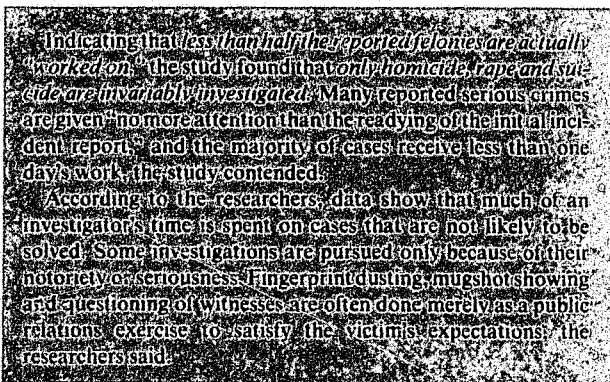 Indicating that less than half the reported felonies are actually
"worked on," the study found that only homicide, rape and sui-
cide are invariably investigated. Many reported serious crimes
are given "no more attention than the readying of the initial inci-
dent report," and the majority of cases receive less than one
day's work, the study contended.
According to the researchers, data show that much of an
investigator's time is spent on cases that are not likely to be
solved. Some investigations are pursued only because of their
notoriety or seriousness. Fingerprint dusting, mugshot showing
and questioning of witnesses are often done merely as a public
relations exercise to satisfy the victim's expectations, the
researchers said.